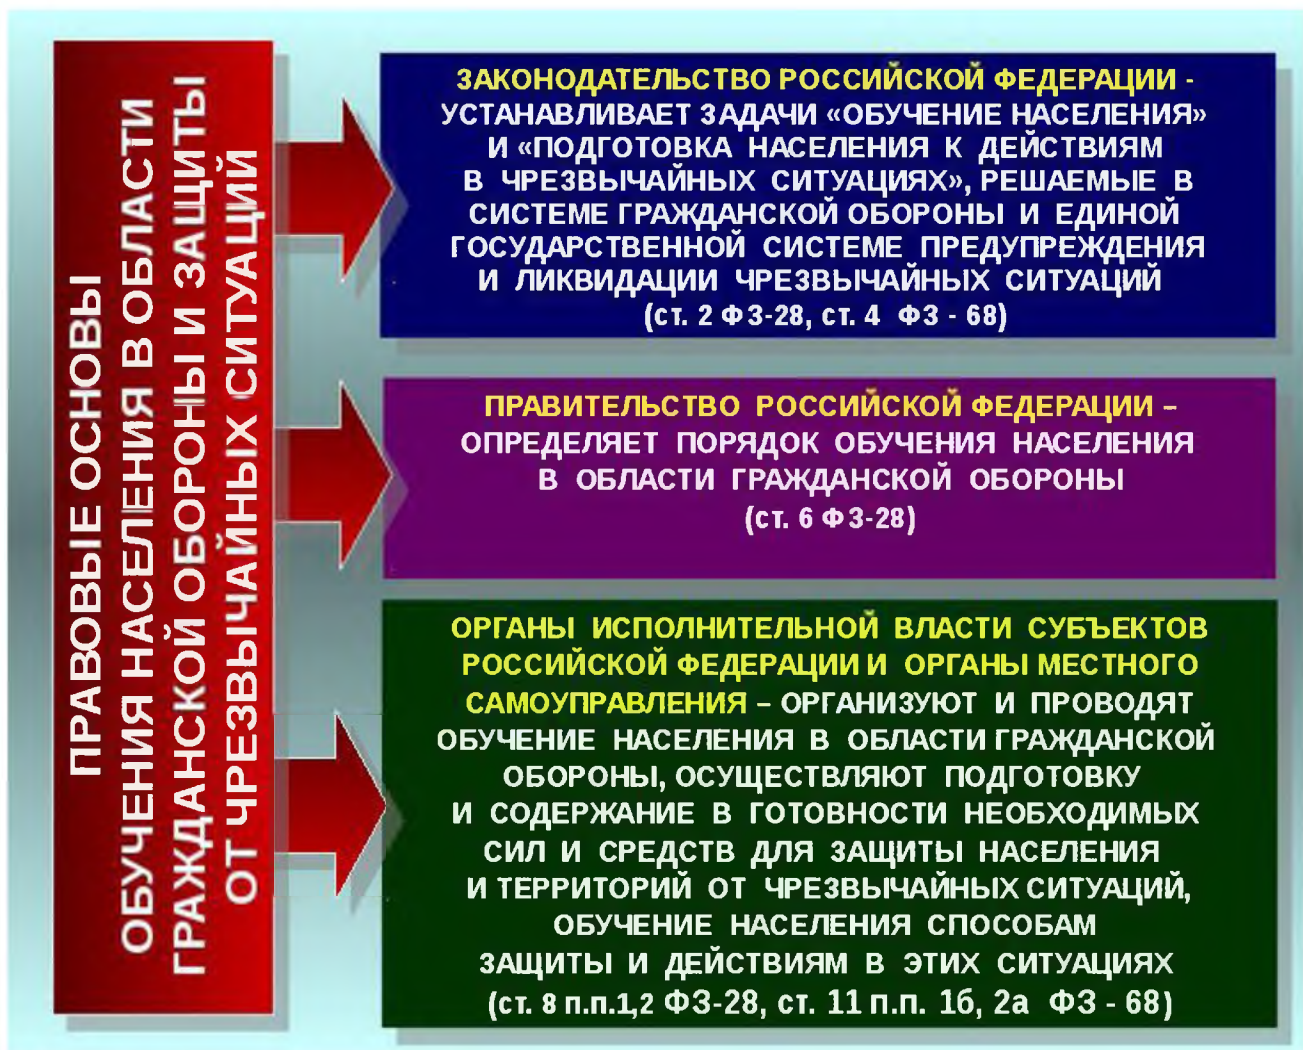 ПРАВОВЫЕ ОСНОВЫ
ОБУЧЕНИЯ НАСЕЛЕНИЯ В ОБЛАСТИ
ГРАЖДАНСКОЙ ОБОРОНЫ И ЗАЩИТЫ
ОТ ЧРЕЗВЫЧАЙНЫХ СИТУАЦИЙ
ЗАКОНОДАТЕЛЬСТВО РОССИЙСКОЙ ФЕДЕРАЦИИ -
УСТАНАВЛИВАЕТ ЗАДАЧИ «ОБУЧЕНИЕ НАСЕЛЕНИЯ»
И «ПОДГОТОВКА НАСЕЛЕНИЯ К ДЕЙСТВИЯМ
В ЧРЕЗВЫЧАЙНЫХ СИТУАЦИЯХ», РЕШАЕМЫЕ В
СИСТЕМЕ ГРАЖДАНСКОЙ ОБОРОНЫ И ЕДИНОЙ
ГОСУДАРСТВЕННОЙ СИСТЕМЕ ПРЕДУПРЕЖДЕНИЯ
И ЛИКВИДАЦИИ ЧРЕЗВЫЧАЙНЫХ СИТУАЦИЙ
(ст. 2 ФЗ-28, ст. 4 ФЗ - 68)
ПРАВИТЕЛЬСТВО РОССИЙСКОЙ ФЕДЕРАЦИИ –
ОПРЕДЕЛЯЕТ ПОРЯДОК ОБУЧЕНИЯ НАСЕЛЕНИЯ
В ОБЛАСТИ ГРАЖДАНСКОЙ ОБОРОНЫ
(ст. 6 ФЗ-28)
ОРГАНЫ ИСПОЛНИТЕЛЬНОЙ ВЛАСТИ СУБЪЕКТОВ
РОССИЙСКОЙ ФЕДЕРАЦИИ И ОРГАНЫ МЕСТНОГО
САМОУПРАВЛЕНИЯ – ОРГАНИЗУЮТ И ПРОВОДЯТ
ОБУЧЕНИЕ НАСЕЛЕНИЯ В ОБЛАСТИ ГРАЖДАНСКОЙ
ОБОРОНЫ, ОСУЩЕСТВЛЯЮТ ПОДГОТОВКУ
И СОДЕРЖАНИЕ В ГОТОВНОСТИ НЕОБХОДИМЫХ
СИЛ И СРЕДСТВ ДЛЯ ЗАЩИТЫ НАСЕЛЕНИЯ
И ТЕРРИТОРИЙ ОТ ЧРЕЗВЫЧАЙНЫХ СИТУАЦИЙ,
ОБУЧЕНИЕ НАСЕЛЕНИЯ СПОСОБАМ
ЗАЩИТЫ И ДЕЙСТВИЯМ В ЭТИХ СИТУАЦИЯХ
(ст. 8 п.п.1,2 ФЗ-28, ст. 11 п.п. 1б, 2а ФЗ - 68)